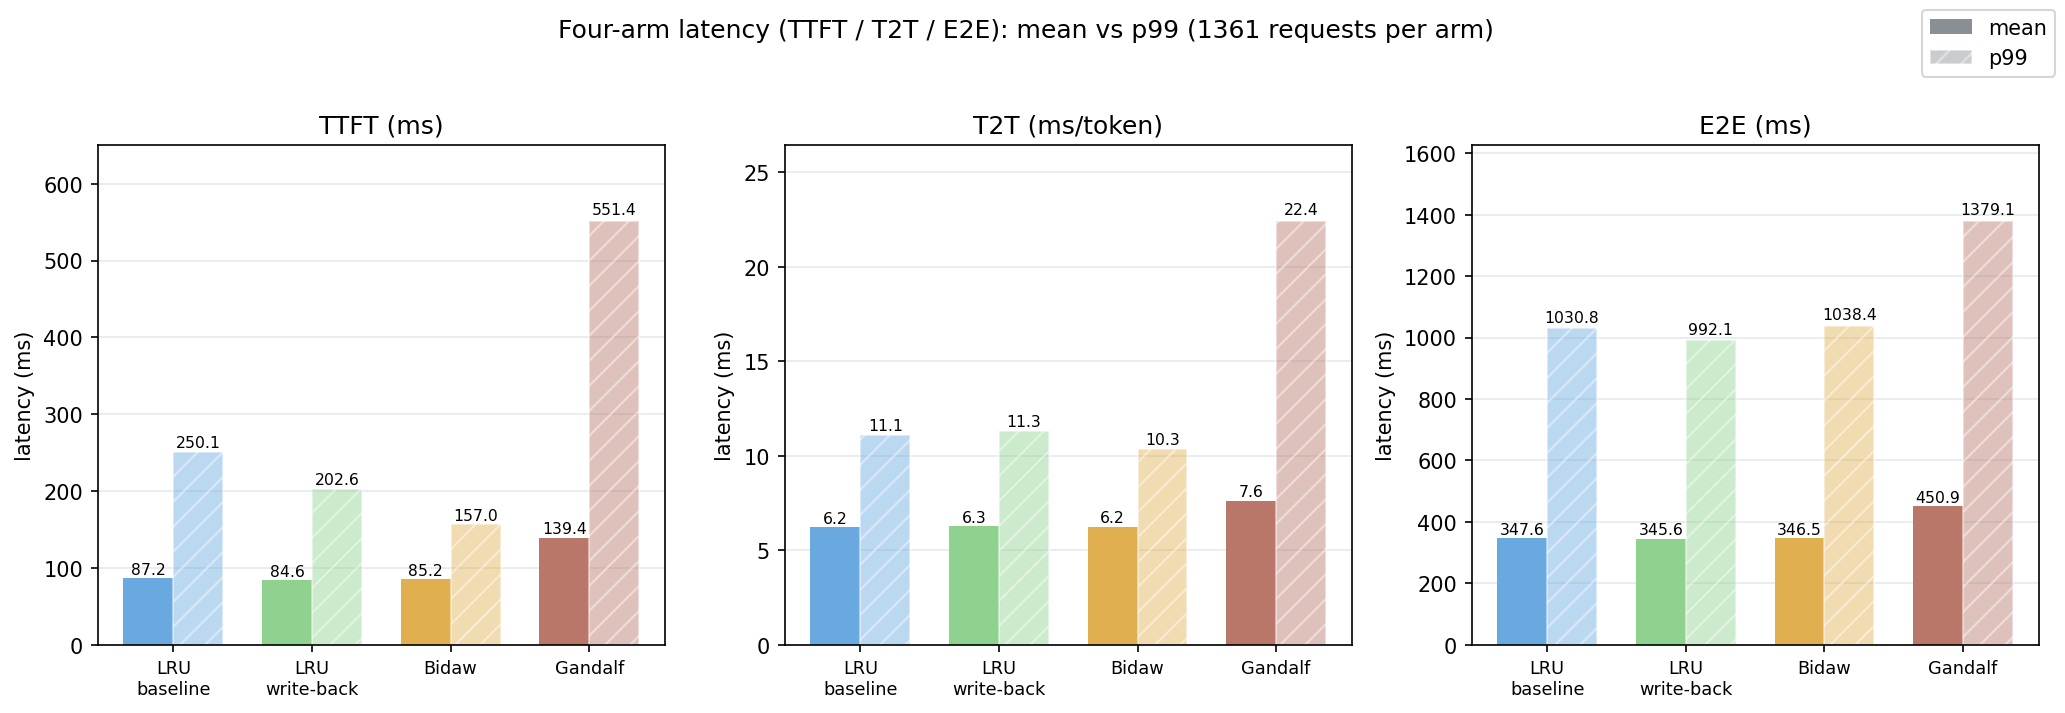 Four-arm latency (TTFT / T2T / E2E): mean vs p99 (1361 requests per arm)
mean
p99
TTFT (ms)
latency (ms)
600
500
400
300
200
100
0
87.2
250.1
84.6
202.6
85.2
157.0
139.4
551.4
LRU
baseline
LRU
write-back
Bidaw
Gandalf
T2T (ms/token)
latency (ms)
25
20
15
10
5
0
6.2
11.1
6.3
11.3
6.2
10.3
7.6
22.4
LRU
baseline
LRU
write-back
Bidaw
Gandalf
E2E (ms)
latency (ms)
1600
1400
1200
1000
800
600
400
200
0
347.6
1030.8
345.6
992.1
346.5
1038.4
450.9
1379.1
LRU
baseline
LRU
write-back
Bidaw
Gandalf